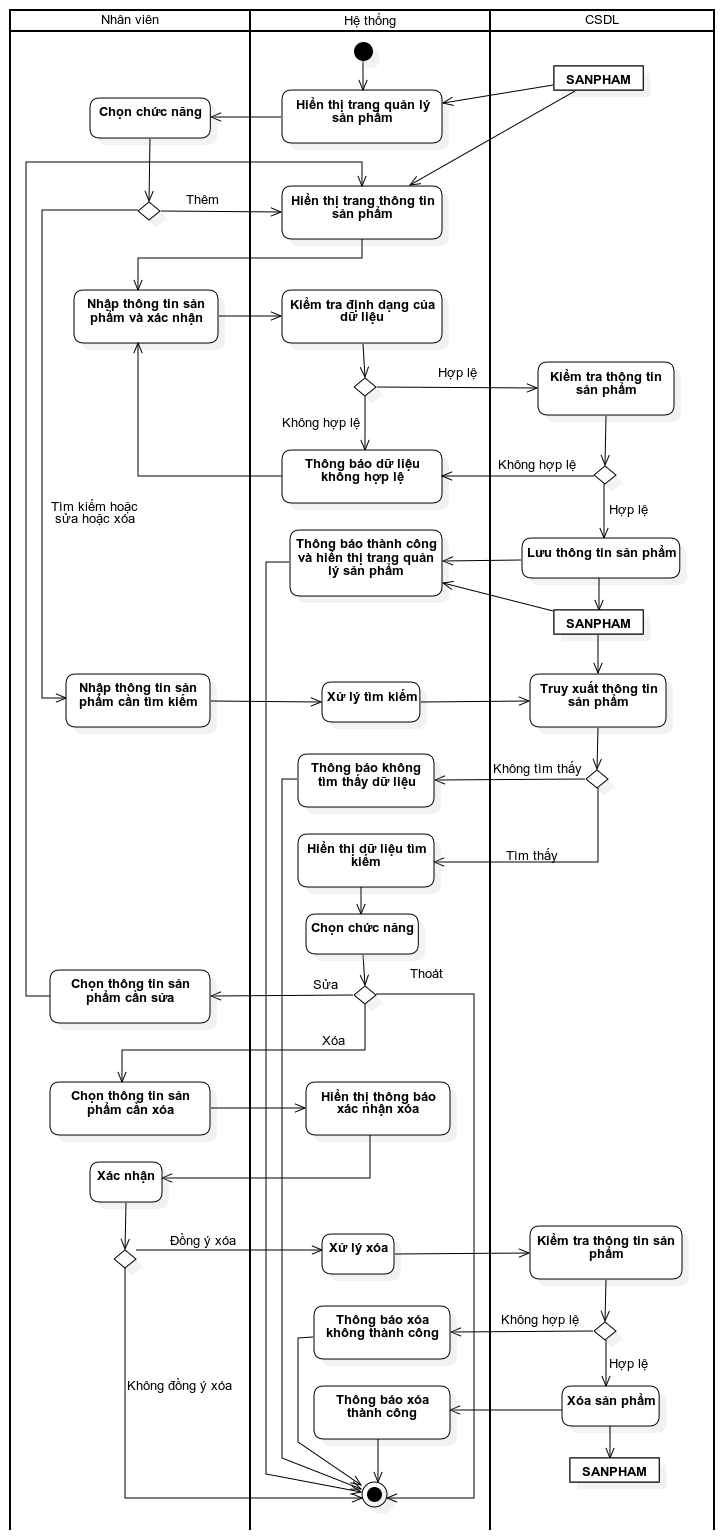 Nhân viên
Hệ thống
CSDL
SANPHAM
Hiển thị trang quản lý
sản phẩm
Chọn chức năng
Thêm
Hiển thị trang thông tin
sản phẩm
Nhập thông tin sản
phẩm và xác nhận
Kiểm tra định dạng của
dữ liệu
Hợp lệ
Kiểm tra thông tin
sản phẩm
Không hợp lệ
Thông báo dữ liệu
không hợp lệ
Không hợp lệ
Hợp lệ
Tìm kiếm hoặc
sửa hoặc xóa
Thông báo thành công
và hiển thị trang quản
lý sản phẩm
Lưu thông tin sản phẩm
SANPHAM
Nhập thông tin sản
phẩm cần tìm kiếm
Xử lý tìm kiếm
Truy xuất thông tin
sản phẩm
Thông báo không
tìm thấy dữ liệu
Không tìm thấy
Hiển thị dữ liệu tìm
kiếm
Tìm thấy
Chọn chức năng
Thoát
Chọn thông tin sản
phẩm cần sửa
Sửa
Xóa
Chọn thông tin sản
phẩm cần xóa
Hiển thị thông báo
xác nhận xóa
Xác nhận
Đồng ý xóa
Xử lý xóa
Kiểm tra thông tin sản
phẩm
Thông báo xóa
không thành công
Không hợp lệ
Hợp lệ
Không đồng ý xóa
Thông báo xóa
thành công
Xóa sản phẩm
SANPHAM